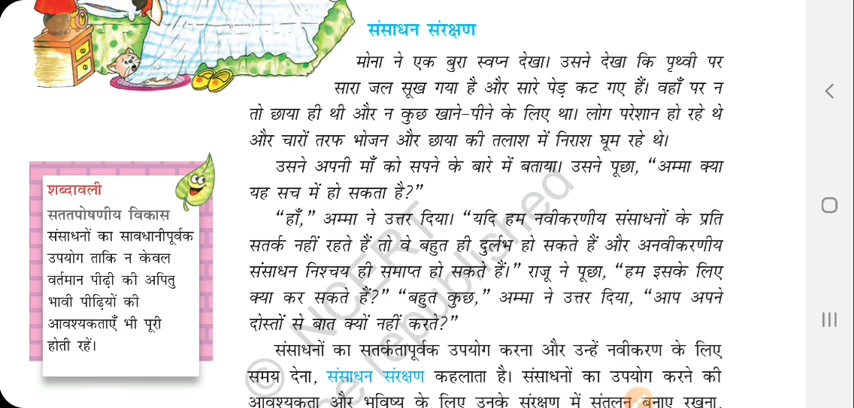 संसाधन संरक्षण
मोना ने एक बुरा स्वप्न देखा। उसने देखा कि पृथ्वी पर
सारा जल सूख गया है और सारे पेड़ कट गए हैं। वहाँ पर न
तो छाया ही थी और न कुछ खाने-पीने के लिए था। लोग परेशान हो रहे थे
और चारों तरफ भोजन और छाया की तलाश में निराश घूम रहे थे।
उसने अपनी माँ को सपने के बारे में बताया। उसने पूछा, “अम्मा क्या
यह सच में हो सकता है?”
“हाँ,” अम्मा ने उत्तर दिया। “यदि हम नवीकरणीय संसाधनों के प्रति
सतर्क नहीं रहते हैं तो वे बहुत ही दुर्लभ हो सकते हैं और अनवीकरणीय
संसाधन निश्चय ही समाप्त हो सकते हैं।” राजू ने पूछा, “हम इसके लिए
क्या कर सकते हैं?” “बहुत कुछ,” अम्मा ने उत्तर दिया, “आप अपने
दोस्तों से बात क्यों नहीं करते?”
संसाधनों का सतर्कतापूर्वक उपयोग करना और उन्हें नवीकरण के लिए
समय देना, संसाधन संरक्षण कहलाता है। संसाधनों का उपयोग करने की
आवश्यकता और भविष्य के लिए उनके संरक्षण में संतुलन बनाए रखना,
शब्दावली
सततपोषणीय विकास
संसाधनों का सावधानीपूर्वक
उपयोग ताकि न केवल
वर्तमान पीढ़ी की अपितु
भावी पीढ़ियों की
आवश्यकताएँ भी पूरी
होती रहें।
© NCERT
be republished